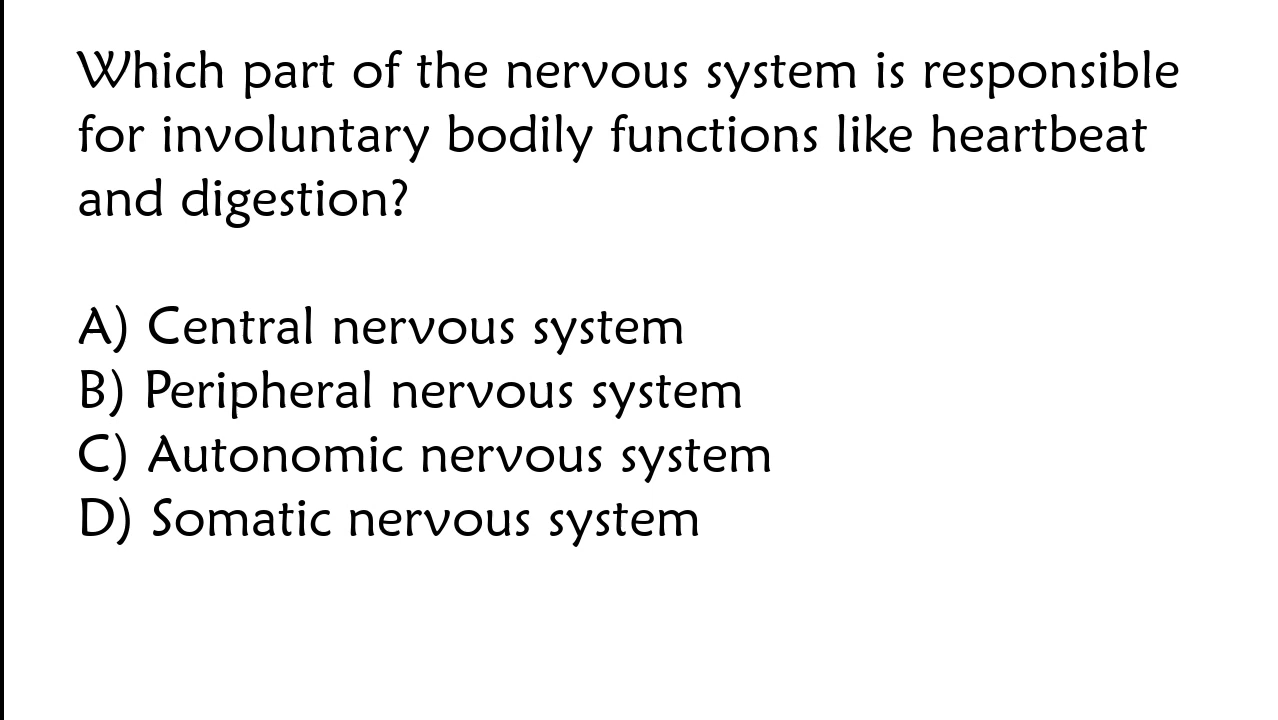 Which part of the nervous system is responsible
for involuntary bodily functions like heartbeat
and digestion?
A) Central nervous system
B) Peripheral nervous system
C) Autonomic nervous system
D) Somatic nervous system